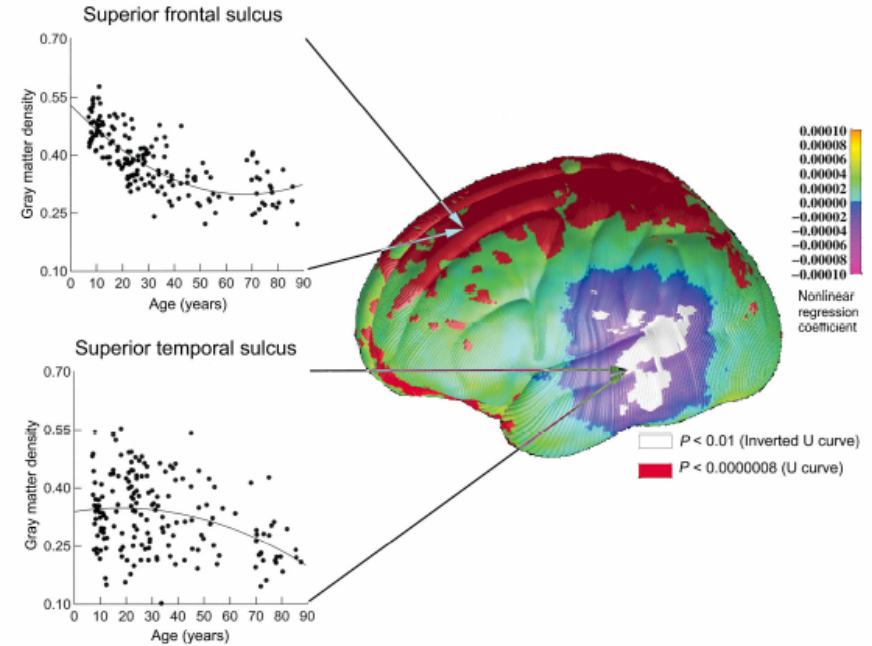 Superior frontal sulcus
0.70
0.55
0.40
0.25
0.10
Gray matter density
10 20 30 40 50 60 70 80 90
Age (years)
Superior temporal sulcus
0.70
0.55
0.40
0.25
0.10
Gray matter density
0 10 20 30 40 50 60 70 80 90
Age (years)
0.00010
0.00008
0.00006
0.00004
0.00002
0.00000
−0.00002
−0.00004
−0.00006
−0.00008
−0.00010
Nonlinear
regression
coefficient
P < 0.01 (Inverted U curve)
P < 0.0000008 (U curve)